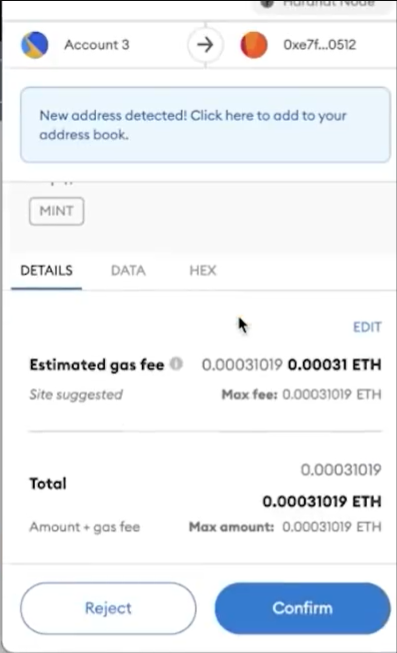 Hardhat Node
Account 3
0xe7f...0512
New address detected! Click here to add to your
address book.
MINT
DETAILS DATA HEX
EDIT
Estimated gas fee 0.00031019 0.00031 ETH
Site suggested Max fee: 0.00031019 ETH
0.00031019
Total
0.00031019 ETH
Amount + gas fee Max amount: 0.00031019 ETH
Reject Confirm